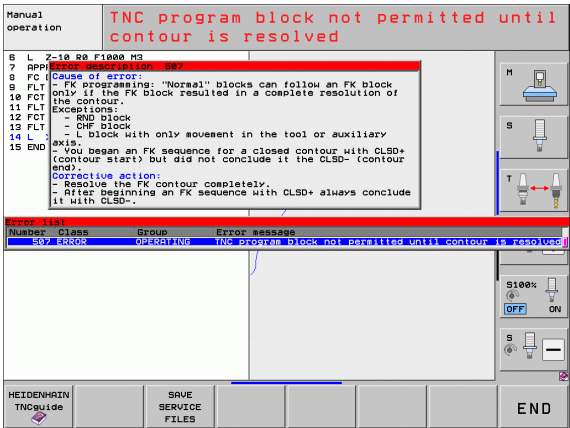 Manual
operation
TNC program block not permitted until
contour is resolved
6 L Z-10 R0 F1000 M3
7 APP
8 FC
9 FLT
10 FCT
11 FLT
12 FCT
13 FLT
14 L
15 END
Error description 507
Cause of error:
- FK programming: "Normal" blocks can follow an FK block
only if the FK block resulted in a complete resolution of
the contour.
Exceptions:
- RND block
- CHF block
- L block with only movement in the tool or auxiliary
axis.
- You began an FK sequence for a closed contour with CLSD+
(contour start) but did not conclude it the CLSD- (contour
end).
Corrective action:
- Resolve the FK contour completely.
- After beginning an FK sequence with CLSD+ always conclude
it with CLSD-.
Error list
Number Class Group Error message
507 ERROR OPERATING TNC program block not permitted until contour is resolved
M
S
T
S100%
OFF ON
S
HEIDENHAIN
TNCguide
SAVE
SERVICE
FILES
END